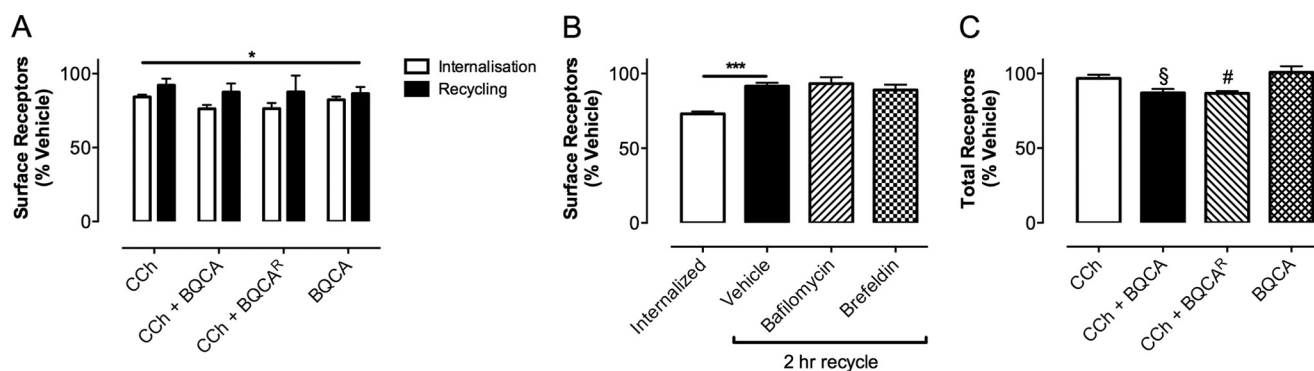 A
Surface Receptors
(% Vehicle)
100
50
0
*
Internalisation
Recycling
CCh
CCh + BQCA
CCh + BQCAᴿ
BQCA
B
Surface Receptors
(% Vehicle)
100
50
0
***
Internalized
Vehicle
Bafilomycin
Brefeldin
2 hr recycle
C
Total Receptors
(% Vehicle)
100
50
0
§
#
CCh
CCh + BQCA
CCh + BQCAᴿ
BQCA